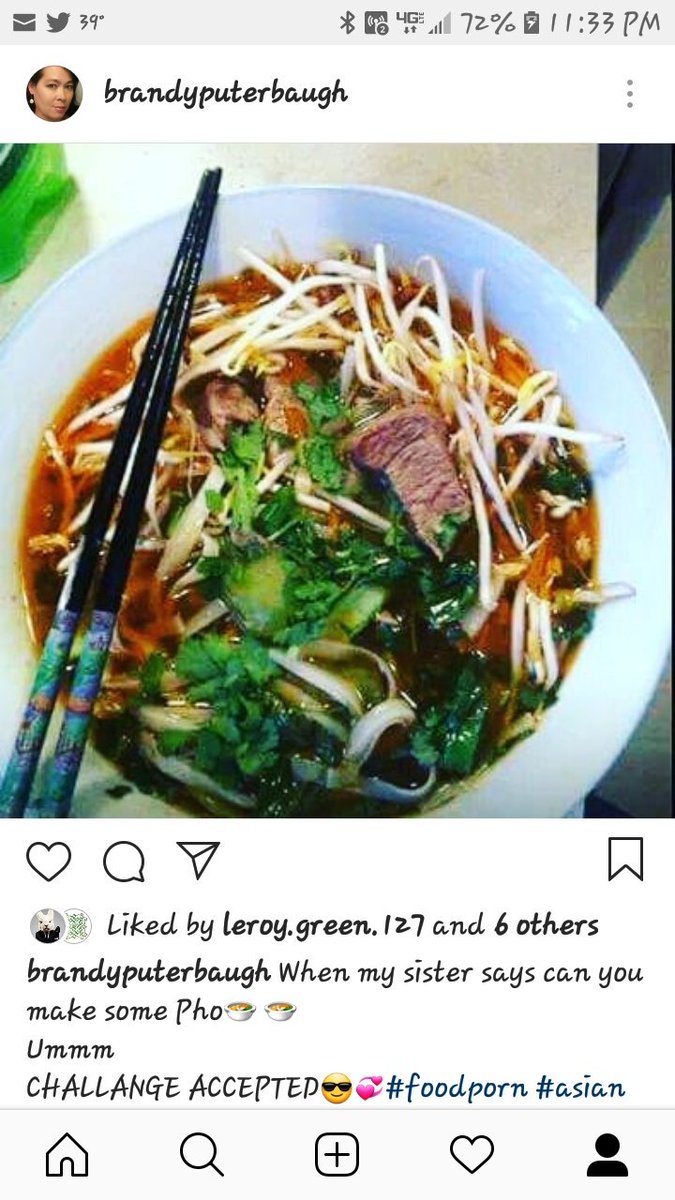 39° 4G 72% 11:33 PM
brandyputerbaugh
Liked by leroy.green.127 and 6 others
brandyputerbaugh When my sister says can you
make some Pho🍲 🍲
Ummm
CHALLANGE ACCEPTED😎💞#foodporn #asian